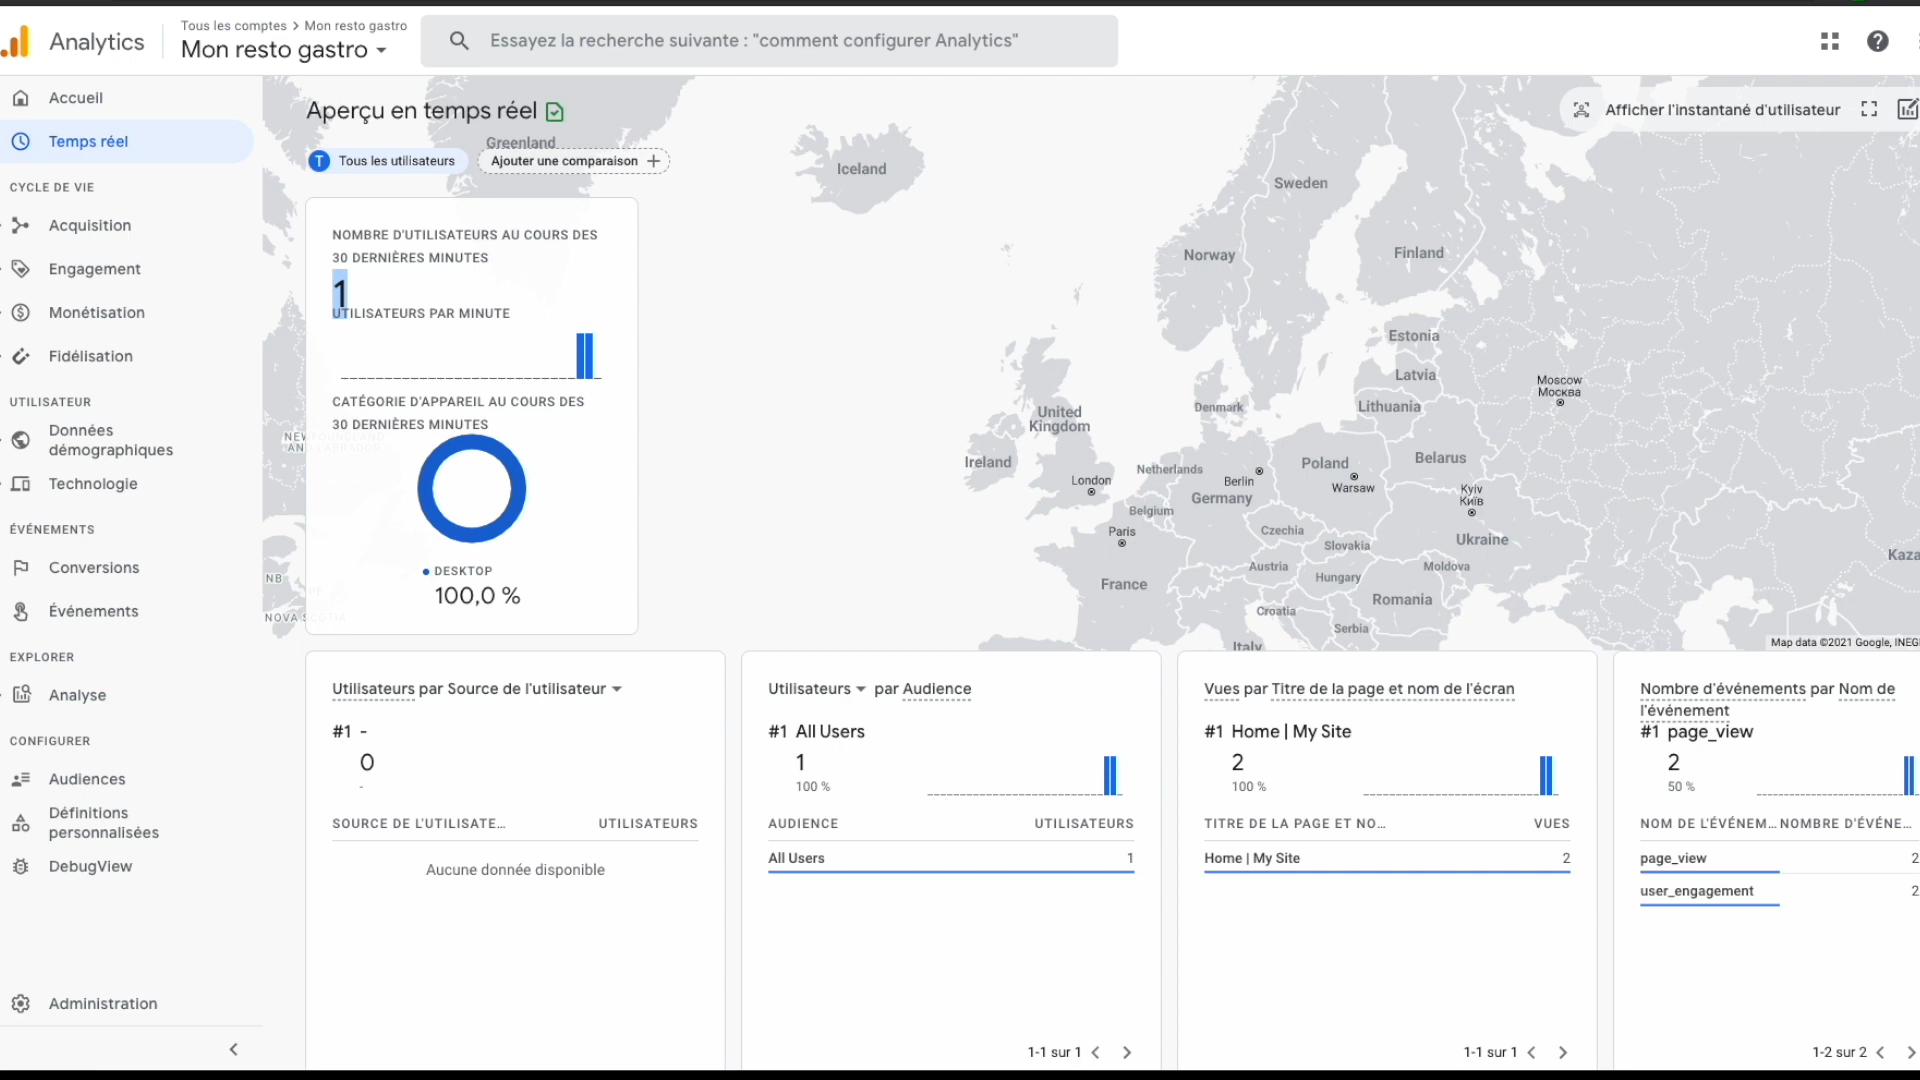 Analytics
Tous les comptes > Mon resto gastro
Mon resto gastro
Essayez la recherche suivante : "comment configurer Analytics"
Accueil
Temps réel
CYCLE DE VIE
Acquisition
Engagement
Monétisation
Fidélisation
UTILISATEUR
Données
démographiques
Technologie
ÉVÉNEMENTS
Conversions
Événements
EXPLORER
Analyse
CONFIGURER
Audiences
Définitions
personnalisées
DebugView
Administration
Aperçu en temps réel
Afficher l'instantané d'utilisateur
T Tous les utilisateurs
Ajouter une comparaison +
NOMBRE D'UTILISATEURS AU COURS DES
30 DERNIÈRES MINUTES
1
UTILISATEURS PAR MINUTE
CATÉGORIE D'APPAREIL AU COURS DES
30 DERNIÈRES MINUTES
DESKTOP
100,0 %
Greenland
Iceland
Sweden
Norway
Finland
Estonia
Latvia
Lithuania
Moscow
Москва
Denmark
United
Kingdom
Ireland
London
Netherlands
Berlin
Germany
Poland
Warsaw
Belarus
Kyiv
Київ
Belgium
Paris
Czechia
Slovakia
Ukraine
France
Austria
Hungary
Moldova
Croatia
Romania
Serbia
Italy
Kaza
NB
NOVA SCOTIA
Map data ©2021 Google, INEGI
Utilisateurs par Source de l'utilisateur
#1 -
0
-
SOURCE DE L'UTILISATE… UTILISATEURS
Aucune donnée disponible
Utilisateurs par Audience
#1 All Users
1
100 %
AUDIENCE UTILISATEURS
All Users 1
1-1 sur 1
Vues par Titre de la page et nom de l'écran
#1 Home | My Site
2
100 %
TITRE DE LA PAGE ET NO… VUES
Home | My Site 2
1-1 sur 1
Nombre d'événements par Nom de
l'événement
#1 page_view
2
50 %
NOM DE L'ÉVÉNEM… NOMBRE D'ÉVÉNE…
page_view 2
user_engagement 2
1-2 sur 2